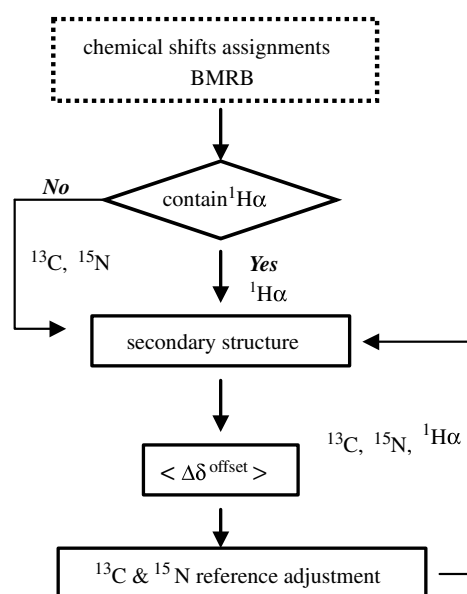 chemical shifts assignments
BMRB
contain ¹Hα
No
¹³C, ¹⁵N
Yes
¹Hα
secondary structure
¹³C, ¹⁵N, ¹Hα
< Δδ^offset >
¹³C & ¹⁵N reference adjustment